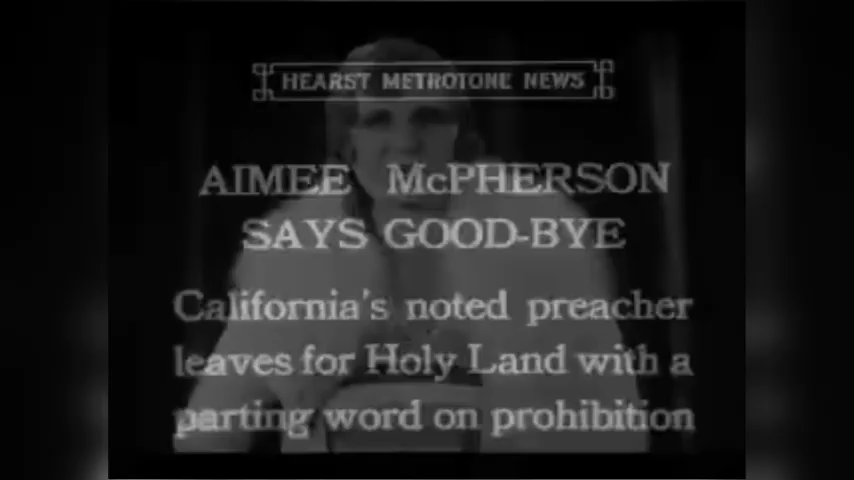 HEARST METROTONE NEWS
AIMEE McPHERSON
SAYS GOOD-BYE
California's noted preacher
leaves for Holy Land with a
parting word on prohibition